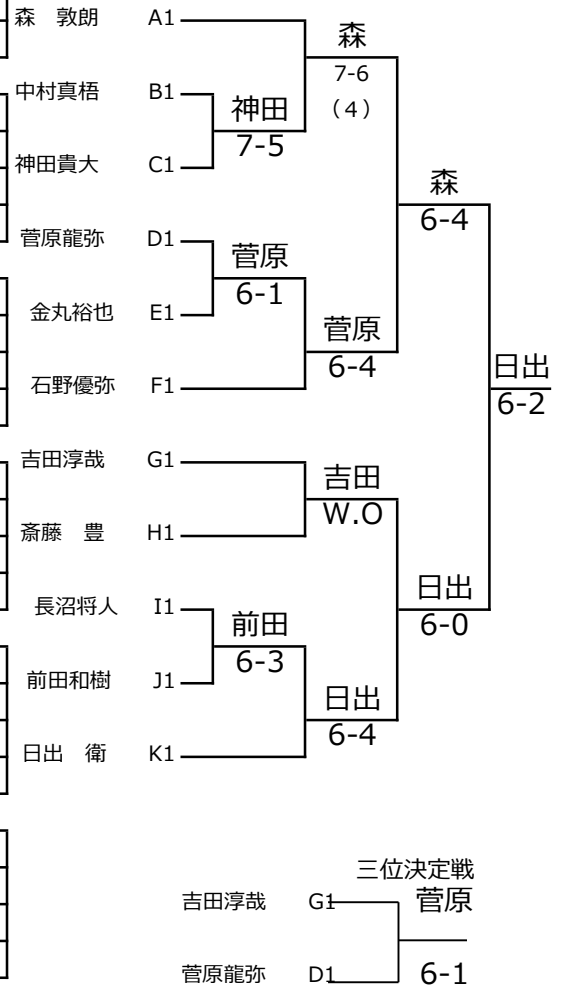 森　敦朗 A1
森
7-6
（4）
中村真梧 B1
神田
7-5
神田貴大 C1
森
6-4
菅原龍弥 D1
菅原
6-1
金丸裕也 E1
菅原
6-4
石野優弥 F1
日出
6-2
吉田淳哉 G1
吉田
W.O
斎藤　豊 H1
日出
6-0
長沼将人 I1
前田
6-3
前田和樹 J1
日出
6-4
日出　衛 K1
三位決定戦
吉田淳哉 G1
菅原
菅原龍弥 D1
6-1